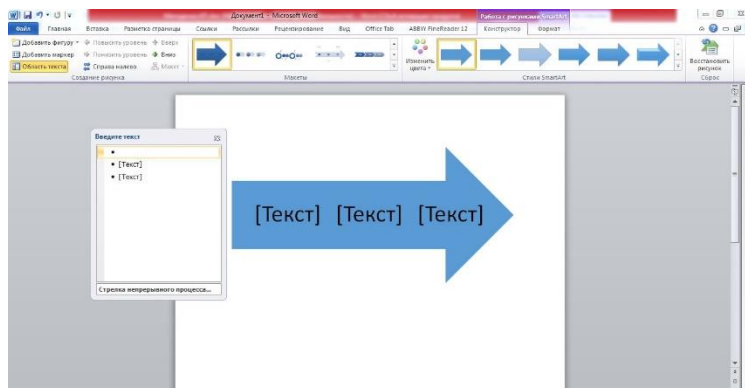 Документ1 - Microsoft Word
Работа с рисунками SmartArt
Файл Главная Вставка Разметка страницы Ссылки Рассылки Рецензирование Вид Office Tab ABBYY FineReader 12 Конструктор Формат
Добавить фигуру Повысить уровень Вверх
Добавить маркер Понизить уровень Вниз
Область текста Справа налево Макет
Изменить цвета
Восстановить рисунок
Создание рисунка Макеты Стили SmartArt Сброс
Введите текст
[Текст]
[Текст]
[Текст] [Текст] [Текст]
Стрелка непрерывного процесса...